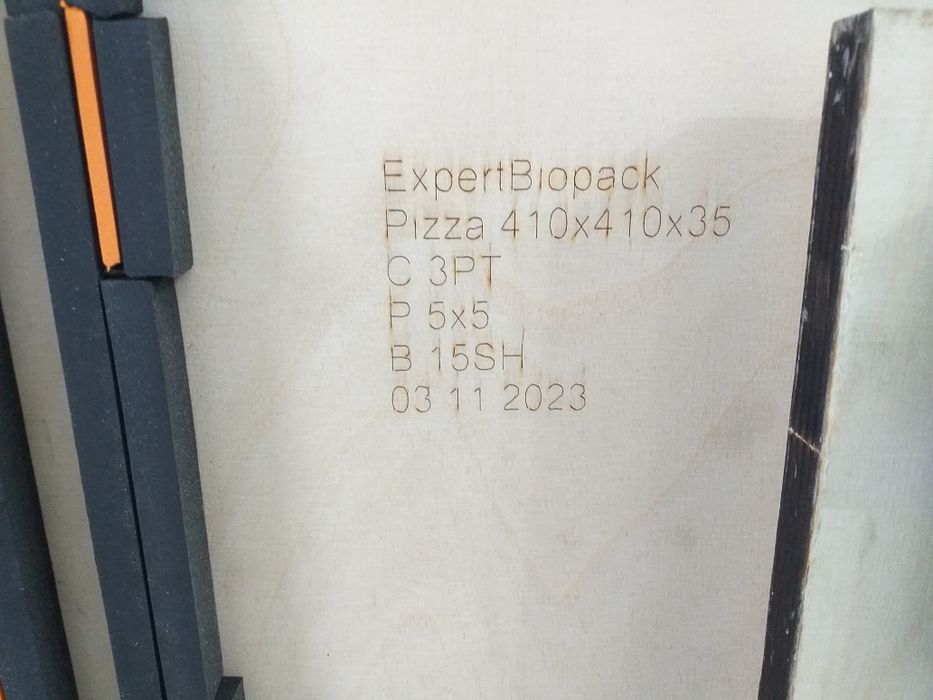 ExpertBiopack
Pizza 410x410x35
C 3PT
P 5x5
B 15SH
03 11 2023